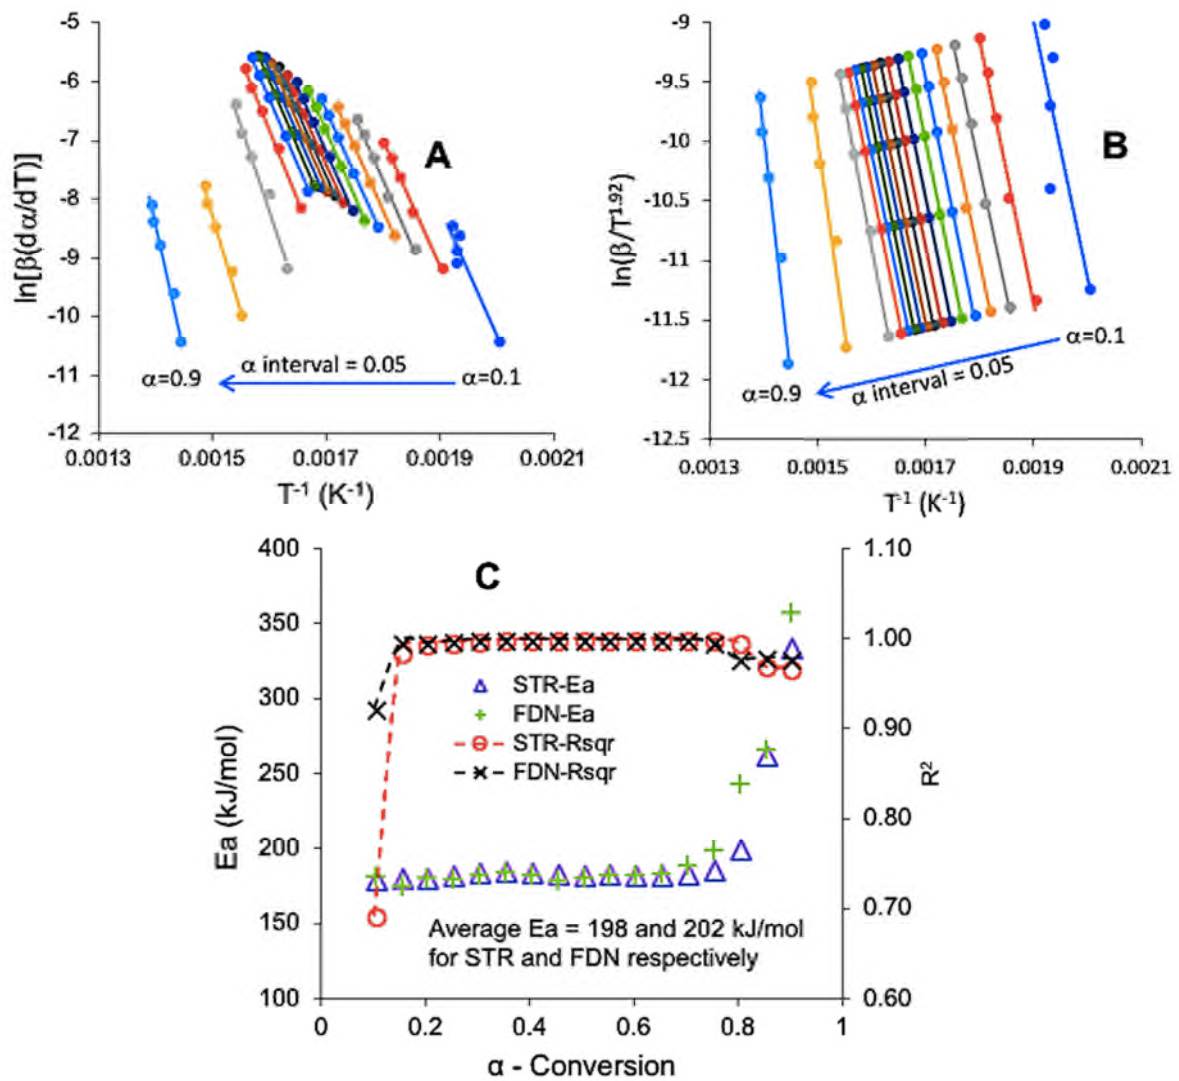 A
ln[β(dα/dT)]
-5
-6
-7
-8
-9
-10
-11
-12
α=0.9
α interval = 0.05
α=0.1
0.0013
0.0015
0.0017
0.0019
0.0021
T⁻¹ (K⁻¹)
B
ln(β/T¹·⁹²)
-9
-9.5
-10
-10.5
-11
-11.5
-12
-12.5
α=0.1
α interval = 0.05
α=0.9
0.0013
0.0015
0.0017
0.0019
0.0021
T⁻¹ (K⁻¹)
C
Ea (kJ/mol)
400
350
300
250
200
150
100
STR-Ea
FDN-Ea
STR-Rsqr
FDN-Rsqr
Average Ea = 198 and 202 kJ/mol
for STR and FDN respectively
1.10
1.00
0.90
0.80
0.70
0.60
R²
0
0.2
0.4
0.6
0.8
1
α - Conversion